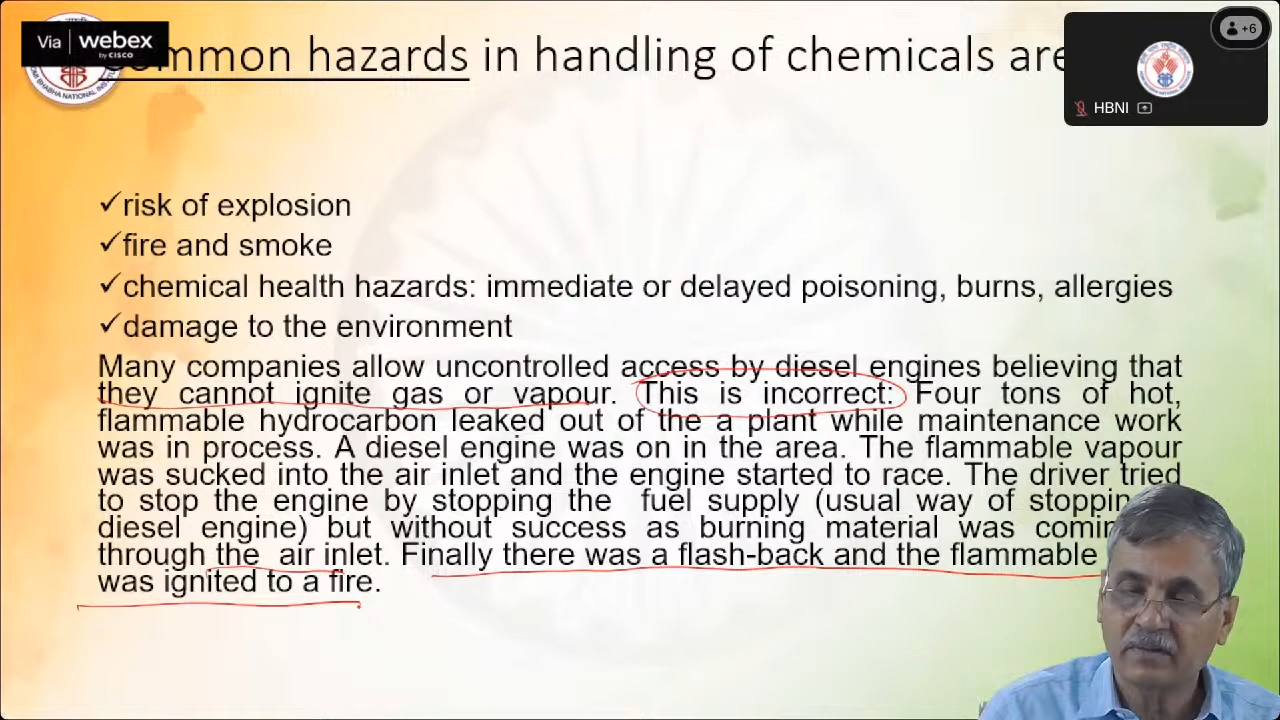 Via webex
by CISCO
Common hazards in handling of chemicals are
+6
HBNI
BHABHA NATIONAL
✓risk of explosion
✓fire and smoke
✓chemical health hazards: immediate or delayed poisoning, burns, allergies
✓damage to the environment
Many companies allow uncontrolled access by diesel engines believing that
they cannot ignite gas or vapour. This is incorrect: Four tons of hot,
flammable hydrocarbon leaked out of the a plant while maintenance work
was in process. A diesel engine was on in the area. The flammable vapour
was sucked into the air inlet and the engine started to race. The driver tried
to stop the engine by stopping the fuel supply (usual way of stoppin
diesel engine) but without success as burning material was comin
through the air inlet. Finally there was a flash-back and the flammable
was ignited to a fire.